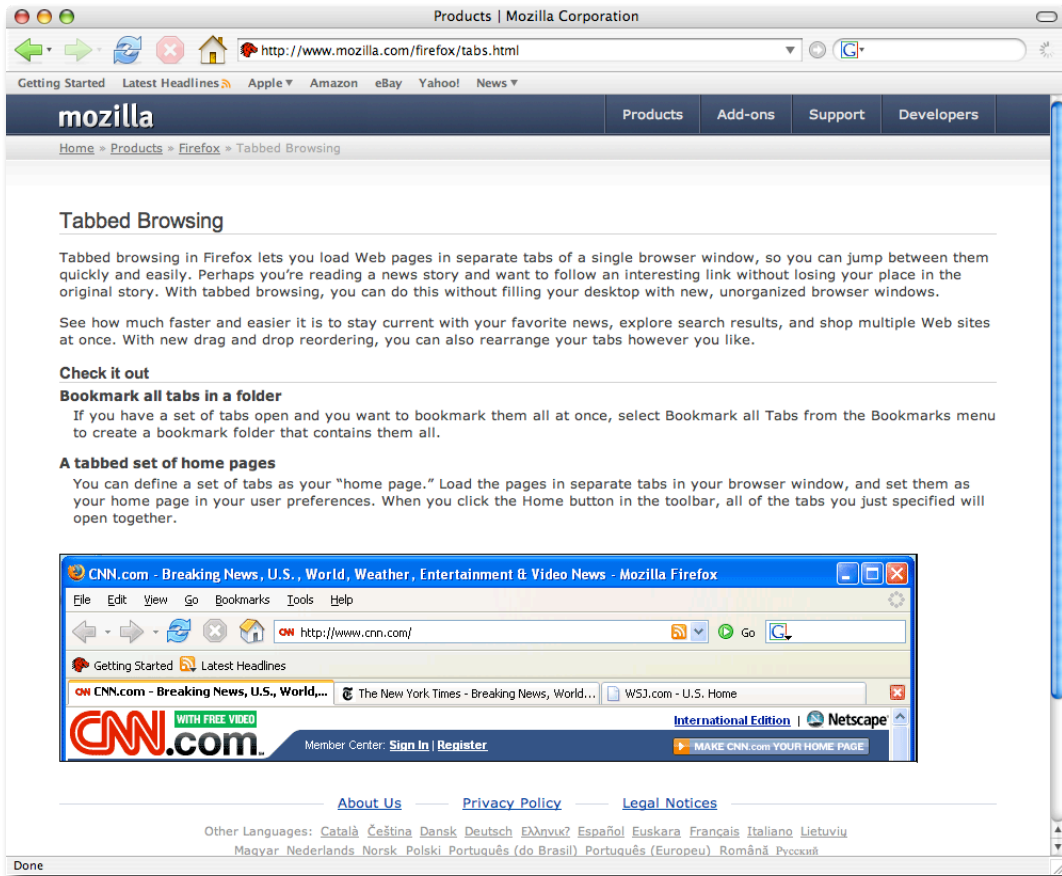 Products | Mozilla Corporation
http://www.mozilla.com/firefox/tabs.html
G
Getting Started Latest Headlines Apple Amazon eBay Yahoo! News
mozilla Products Add-ons Support Developers
Home » Products » Firefox » Tabbed Browsing
Tabbed Browsing
Tabbed browsing in Firefox lets you load Web pages in separate tabs of a single browser window, so you can jump between them
quickly and easily. Perhaps you’re reading a news story and want to follow an interesting link without losing your place in the
original story. With tabbed browsing, you can do this without filling your desktop with new, unorganized browser windows.
See how much faster and easier it is to stay current with your favorite news, explore search results, and shop multiple Web sites
at once. With new drag and drop reordering, you can also rearrange your tabs however you like.
Check it out
Bookmark all tabs in a folder
If you have a set of tabs open and you want to bookmark them all at once, select Bookmark all Tabs from the Bookmarks menu
to create a bookmark folder that contains them all.
A tabbed set of home pages
You can define a set of tabs as your “home page.” Load the pages in separate tabs in your browser window, and set them as
your home page in your user preferences. When you click the Home button in the toolbar, all of the tabs you just specified will
open together.
CNN.com - Breaking News, U.S., World, Weather, Entertainment & Video News - Mozilla Firefox
File Edit View Go Bookmarks Tools Help
CNN http://www.cnn.com/ Go G
Getting Started Latest Headlines
CNN CNN.com - Breaking News, U.S., World,... The New York Times - Breaking News, World... WSJ.com - U.S. Home
CNN.com WITH FREE VIDEO International Edition | Netscape
Member Center: Sign In | Register MAKE CNN.com YOUR HOME PAGE
About Us Privacy Policy Legal Notices
Other Languages: Català Čeština Dansk Deutsch Ελληνικ? Español Euskara Français Italiano Lietuvių
Magyar Nederlands Norsk Polski Português (do Brasil) Português (Europeu) Română Русский
Done